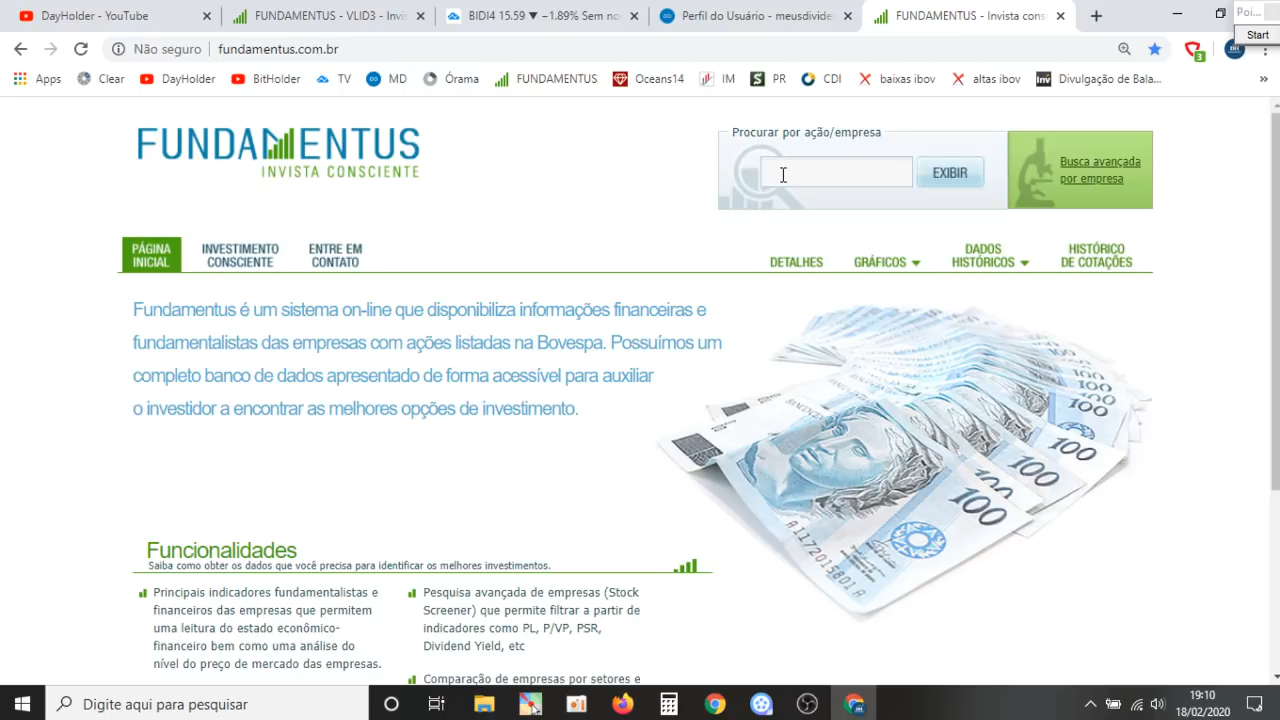 DayHolder - YouTube
FUNDAMENTUS - VLID3 - Invis
BIDI4 15.59 ▼ −1.89% Sem no
Perfil do Usuário - meusdivide
FUNDAMENTUS - Invista cons
Poi...
Start
Não seguro
fundamentus.com.br
Apps
Clear
DayHolder
BitHolder
TV
MD
Órama
FUNDAMENTUS
Oceans14
IM
PR
CDI
baixas ibov
altas ibov
Divulgação de Bala...
3
FUNDAMENTUS
INVISTA CONSCIENTE
Procurar por ação/empresa
EXIBIR
Busca avançada
por empresa
PÁGINA
INICIAL
INVESTIMENTO
CONSCIENTE
ENTRE EM
CONTATO
DETALHES
GRÁFICOS
DADOS
HISTÓRICOS
HISTÓRICO
DE COTAÇÕES
Fundamentus é um sistema on-line que disponibiliza informações financeiras e
fundamentalistas das empresas com ações listadas na Bovespa. Possuímos um
completo banco de dados apresentado de forma acessível para auxiliar
o investidor a encontrar as melhores opções de investimento.
100
100
100
100
100
A1172015801A
Funcionalidades
Saiba como obter os dados que você precisa para identificar os melhores investimentos.
Principais indicadores fundamentalistas e
financeiros das empresas que permitem
uma leitura do estado econômico-
financeiro bem como uma análise do
nível do preço de mercado das empresas.
Pesquisa avançada de empresas (Stock
Screener) que permite filtrar a partir de
indicadores como PL, P/VP, PSR,
Dividend Yield, etc
Comparação de empresas por setores e
Digite aqui para pesquisar
19:10
18/02/2020